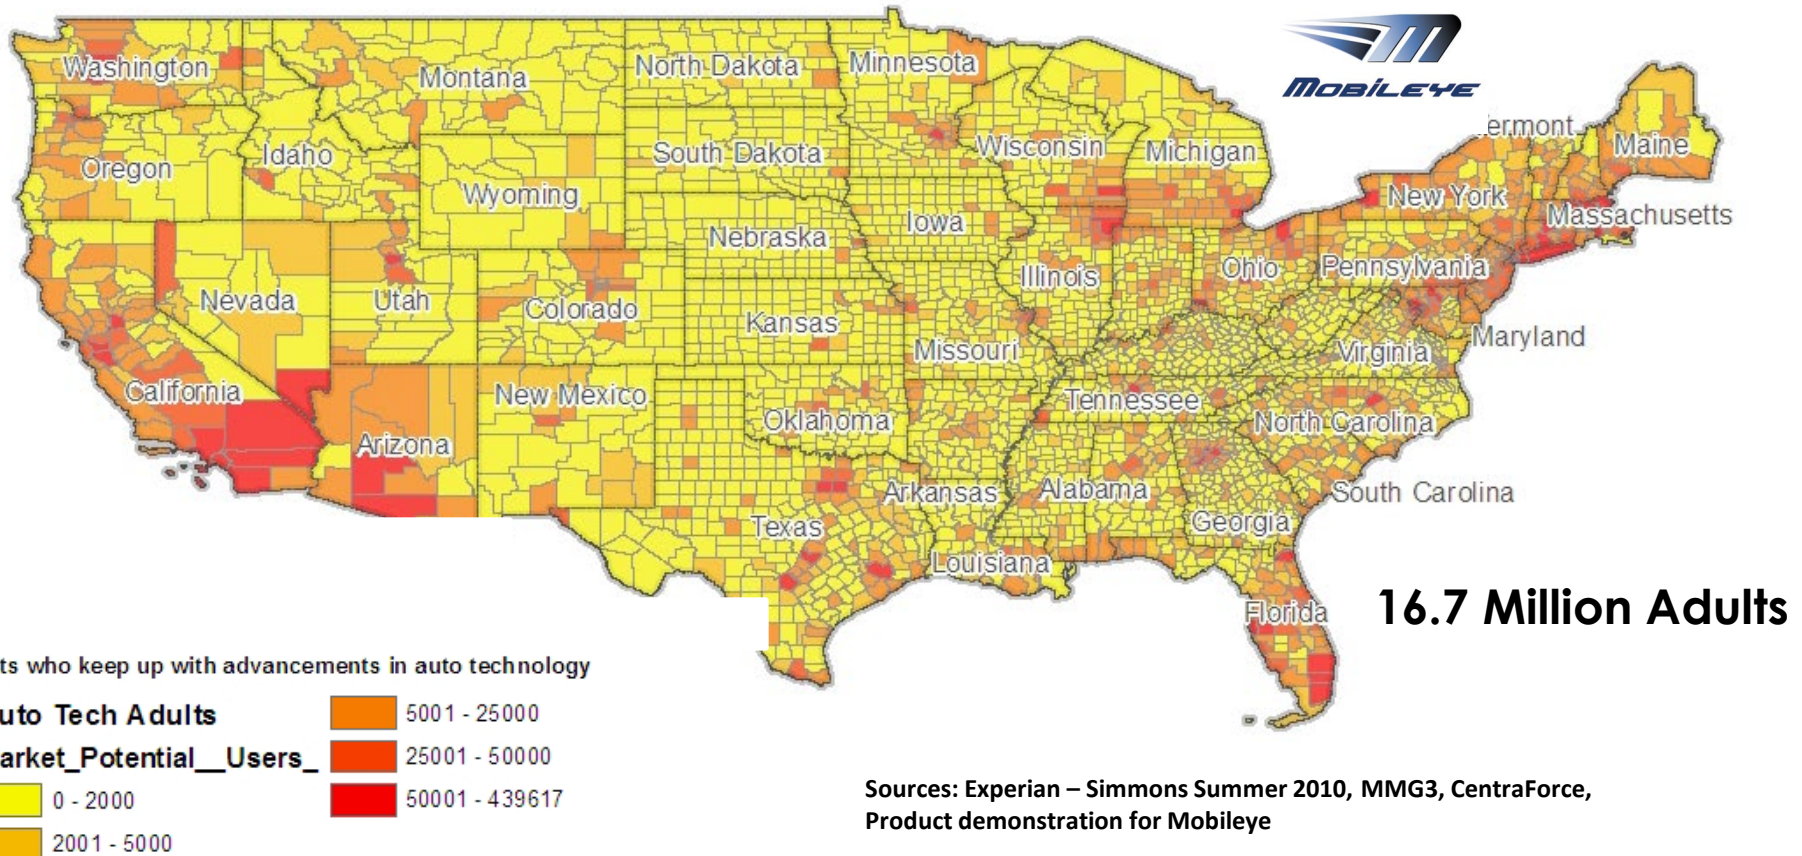 MOBILEYE
Washington
Montana
North Dakota
Minnesota
ermont
Maine
Oregon
Idaho
South Dakota
Wisconsin
Michigan
Wyoming
New York
Massachusetts
Iowa
Nebraska
Illinois
Ohio
Pennsylvania
Nevada
Utah
Colorado
Kansas
Missouri
Virginia
Maryland
California
New Mexico
Tennessee
Oklahoma
North Carolina
Arizona
Arkansas
Alabama
South Carolina
Texas
Georgia
Louisiana
Florida
16.7 Million Adults
ts who keep up with advancements in auto technology
uto Tech Adults
arket_Potential__Users_
0 - 2000
2001 - 5000
5001 - 25000
25001 - 50000
50001 - 439617
Sources: Experian – Simmons Summer 2010, MMG3, CentraForce,
Product demonstration for Mobileye